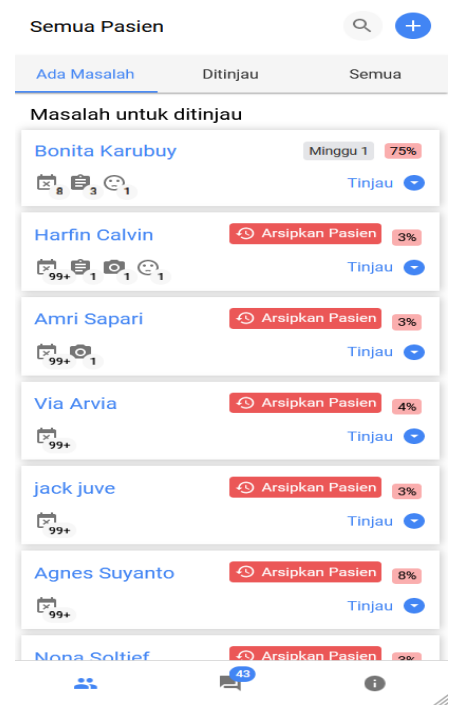 Semua Pasien
Ada Masalah Ditinjau Semua
Masalah untuk ditinjau
Bonita Karubuy Minggu 1 75%
8 3 1 Tinjau
Harfin Calvin Arsipkan Pasien 3%
99+ 1 1 1 Tinjau
Amri Sapari Arsipkan Pasien 3%
99+ 1 Tinjau
Via Arvia Arsipkan Pasien 4%
99+ Tinjau
jack juve Arsipkan Pasien 3%
99+ Tinjau
Agnes Suyanto Arsipkan Pasien 8%
99+ Tinjau
Nona Soltief Arsipkan Pasien 3%
43